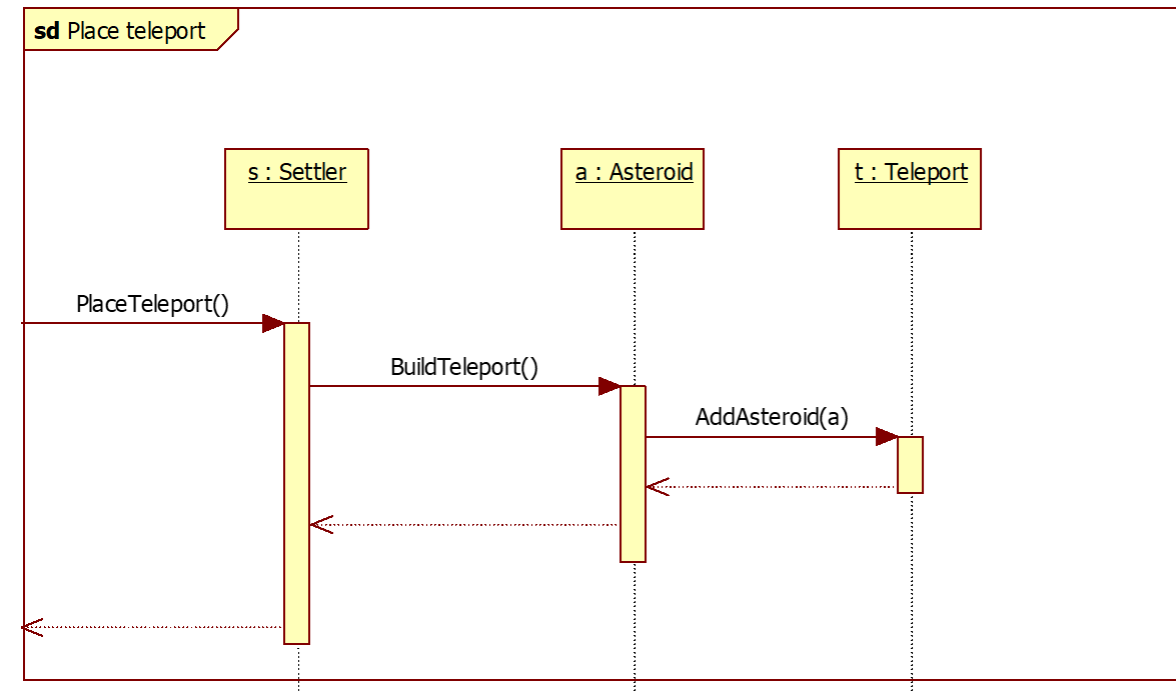 sd Place teleport
s : Settler
a : Asteroid
t : Teleport
PlaceTeleport()
BuildTeleport()
AddAsteroid(a)